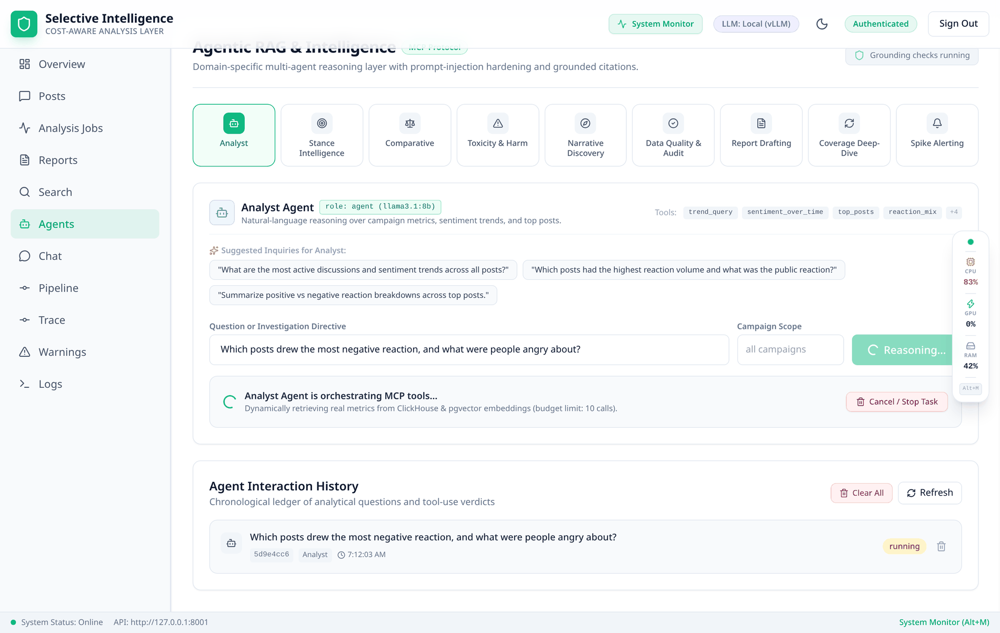 Selective Intelligence
COST-AWARE ANALYSIS LAYER
System Monitor
LLM: Local (vLLM)
Authenticated
Sign Out
Overview
Posts
Analysis Jobs
Reports
Search
Agents
Chat
Pipeline
Trace
Warnings
Logs
Agentic RAG & Intelligence
MCP Protocol
Domain-specific multi-agent reasoning layer with prompt-injection hardening and grounded citations.
Grounding checks running
Analyst
Stance
Intelligence
Comparative
Toxicity & Harm
Narrative
Discovery
Data Quality &
Audit
Report Drafting
Coverage Deep-
Dive
Spike Alerting
Analyst Agent
role: agent (llama3.1:8b)
Natural-language reasoning over campaign metrics, sentiment trends, and top posts.
Tools: trend_query sentiment_over_time top_posts reaction_mix +4
Suggested Inquiries for Analyst:
"What are the most active discussions and sentiment trends across all posts?"
"Which posts had the highest reaction volume and what was the public reaction?"
"Summarize positive vs negative reaction breakdowns across top posts."
Question or Investigation Directive
Which posts drew the most negative reaction, and what were people angry about?
Campaign Scope
all campaigns
Reasoning...
Analyst Agent is orchestrating MCP tools...
Dynamically retrieving real metrics from ClickHouse & pgvector embeddings (budget limit: 10 calls).
Cancel / Stop Task
CPU
83%
GPU
0%
RAM
42%
Alt+M
Agent Interaction History
Chronological ledger of analytical questions and tool-use verdicts
Clear All
Refresh
Which posts drew the most negative reaction, and what were people angry about?
5d9e4cc6 Analyst 7:12:03 AM
running
System Status: Online
API: http://127.0.0.1:8001
System Monitor (Alt+M)